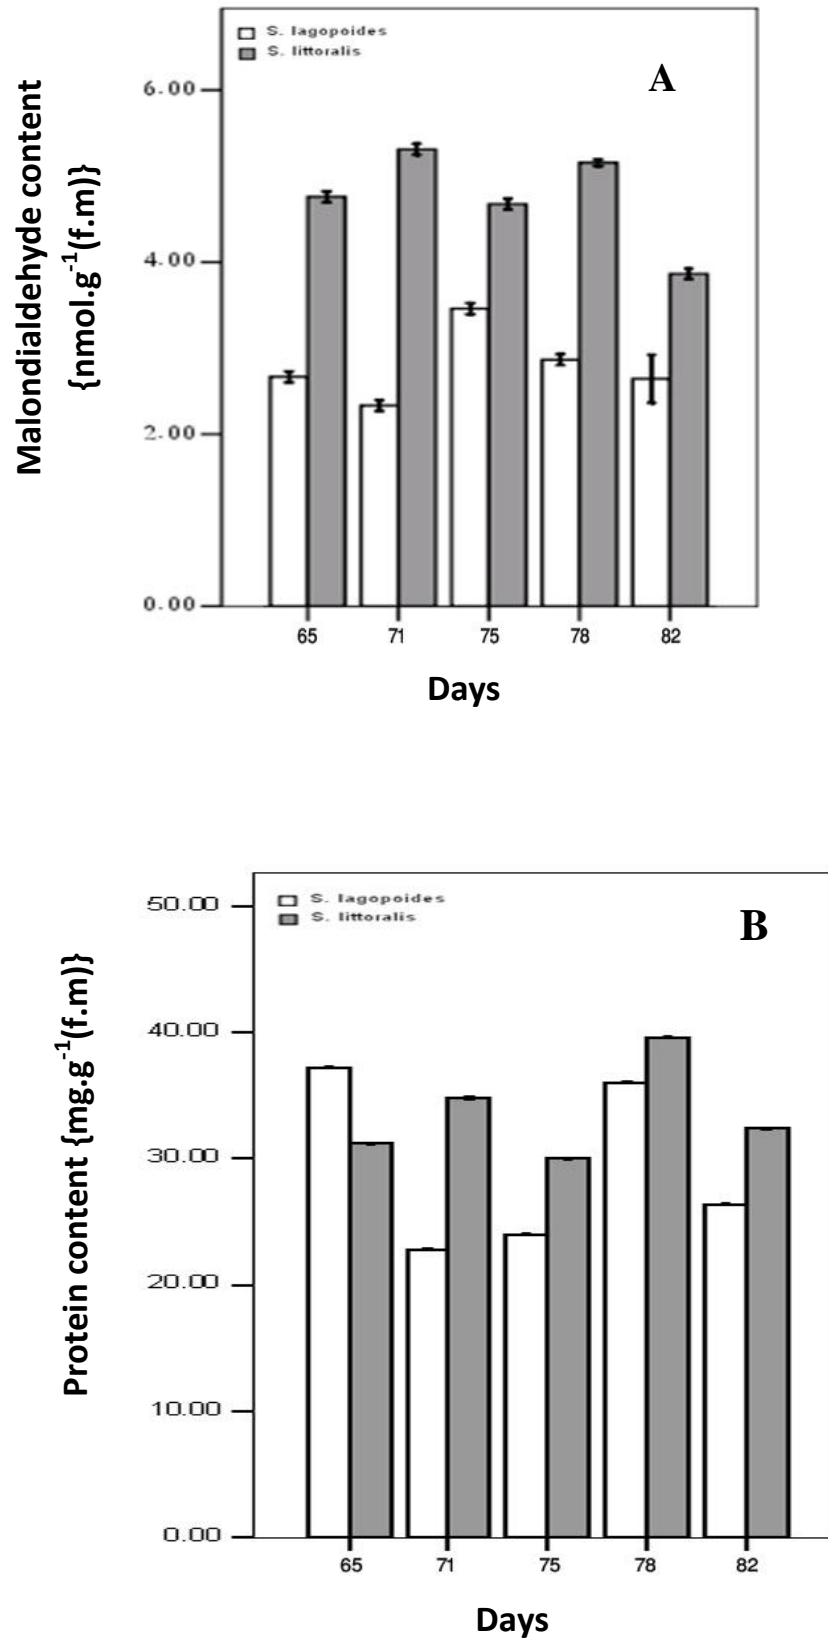 S. lagopoides
S. littoralis
A
Malondialdehyde content
{nmol.g⁻¹(f.m)}
6.00
4.00
2.00
0.00
65 71 75 78 82
Days
S. lagopoides
S. littoralis
B
Protein content {mg.g⁻¹(f.m)}
50.00
40.00
30.00
20.00
10.00
0.00
65 71 75 78 82
Days